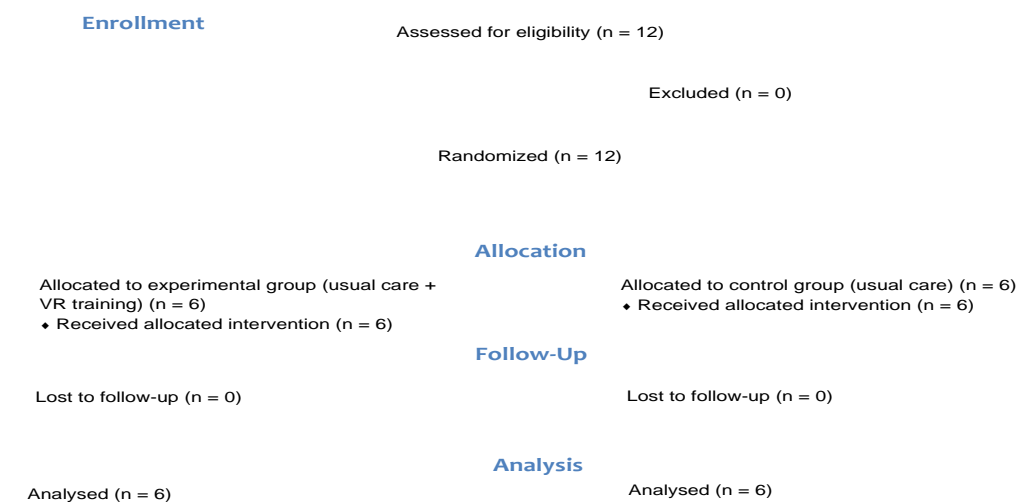 Enrollment
Assessed for eligibility (n = 12)
Excluded (n = 0)
Randomized (n = 12)
Allocation
Allocated to experimental group (usual care +
VR training) (n = 6)
⬥ Received allocated intervention (n = 6)
Allocated to control group (usual care) (n = 6)
⬥ Received allocated intervention (n = 6)
Follow-Up
Lost to follow-up (n = 0)
Lost to follow-up (n = 0)
Analysis
Analysed (n = 6)
Analysed (n = 6)